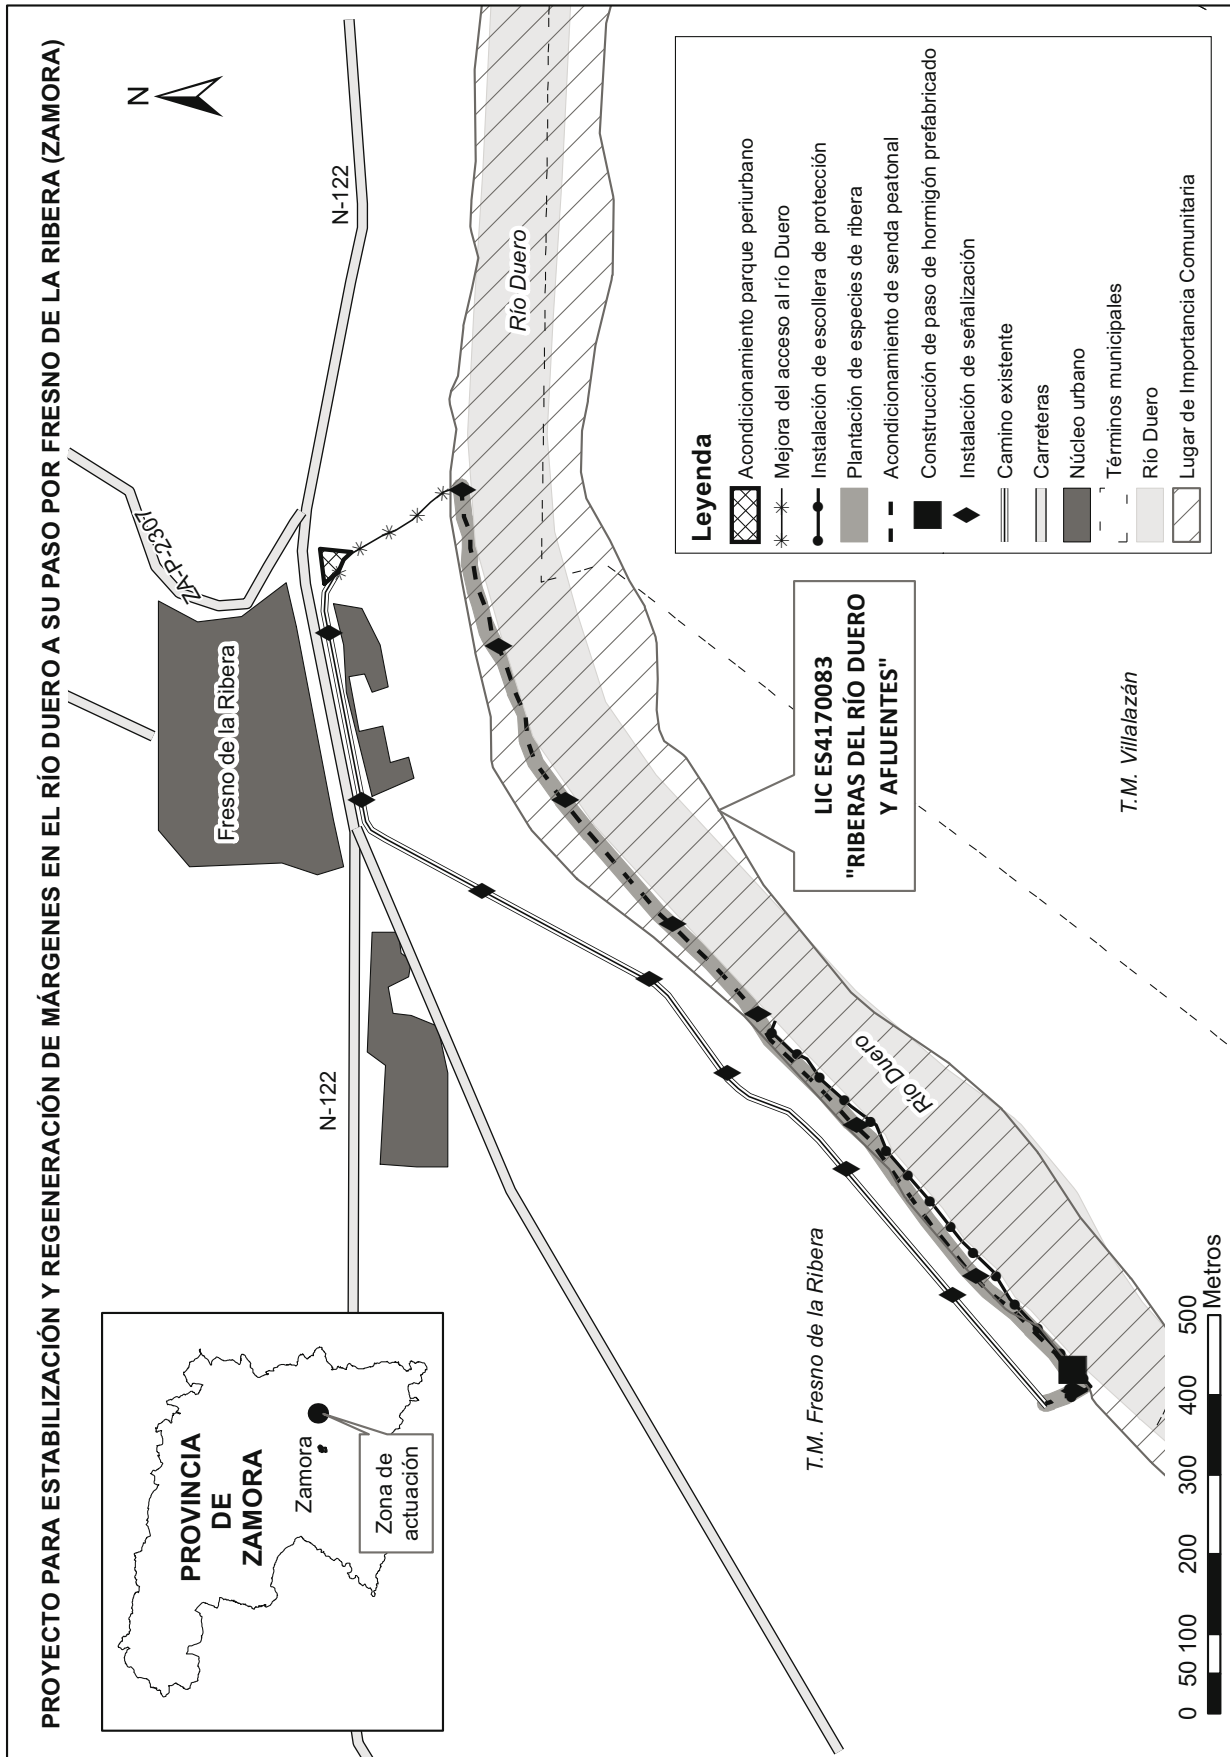 PROYECTO PARA ESTABILIZACIÓN Y REGENERACIÓN DE MÁRGENES EN EL RÍO DUERO A SU PASO POR FRESNO DE LA RIBERA (ZAMORA)
PROVINCIA
DE
ZAMORA
Zamora
Zona de
actuación
ZA-P-2307
N
Fresno de la Ribera
N-122
N-122
Río Duero
Río Duero
LIC ES4170083
"RIBERAS DEL RÍO DUERO
Y AFLUENTES"
T.M. Fresno de la Ribera
T.M. Villalazán
Leyenda
Acondicionamiento parque periurbano
Mejora del acceso al río Duero
Instalación de escollera de protección
Plantación de especies de ribera
Acondicionamiento de senda peatonal
Construcción de paso de hormigón prefabricado
Instalación de señalización
Camino existente
Carreteras
Núcleo urbano
Términos municipales
Río Duero
Lugar de Importancia Comunitaria
0 50 100 200 300 400 500
Metros